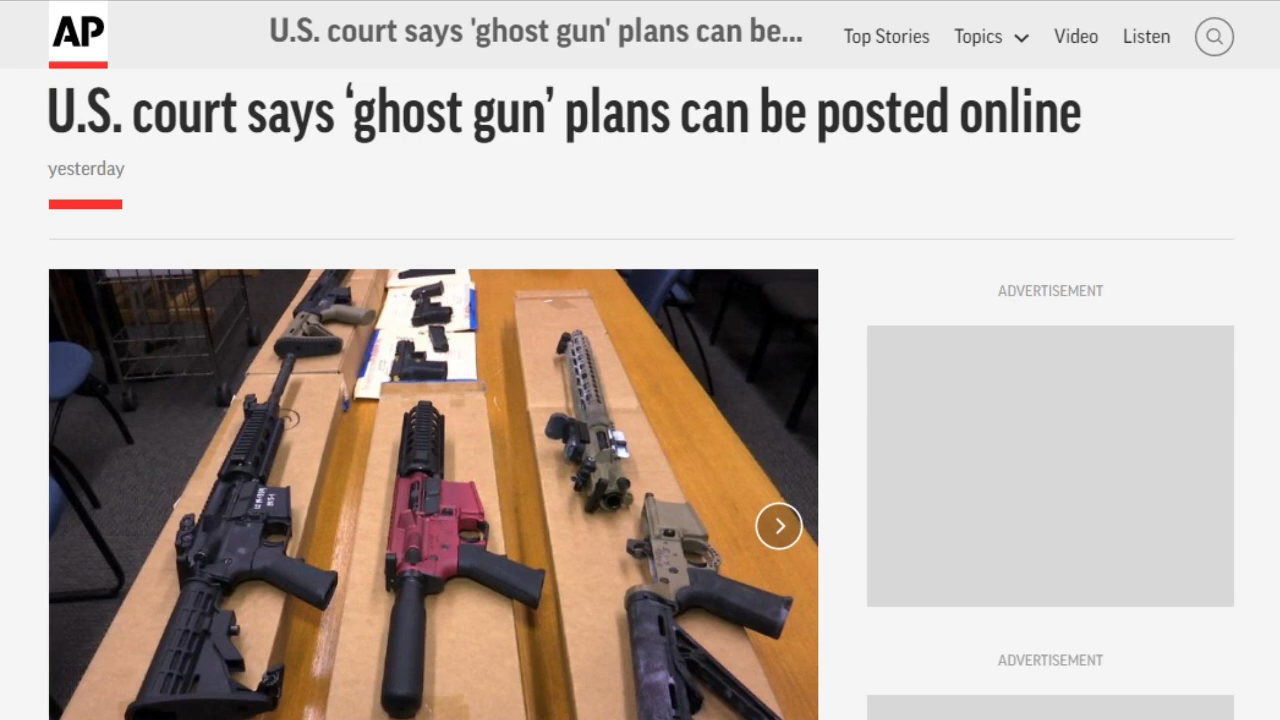 AP
U.S. court says 'ghost gun' plans can be...
Top Stories
Topics
Video
Listen
U.S. court says ‘ghost gun’ plans can be posted online
yesterday
ADVERTISEMENT
ADVERTISEMENT